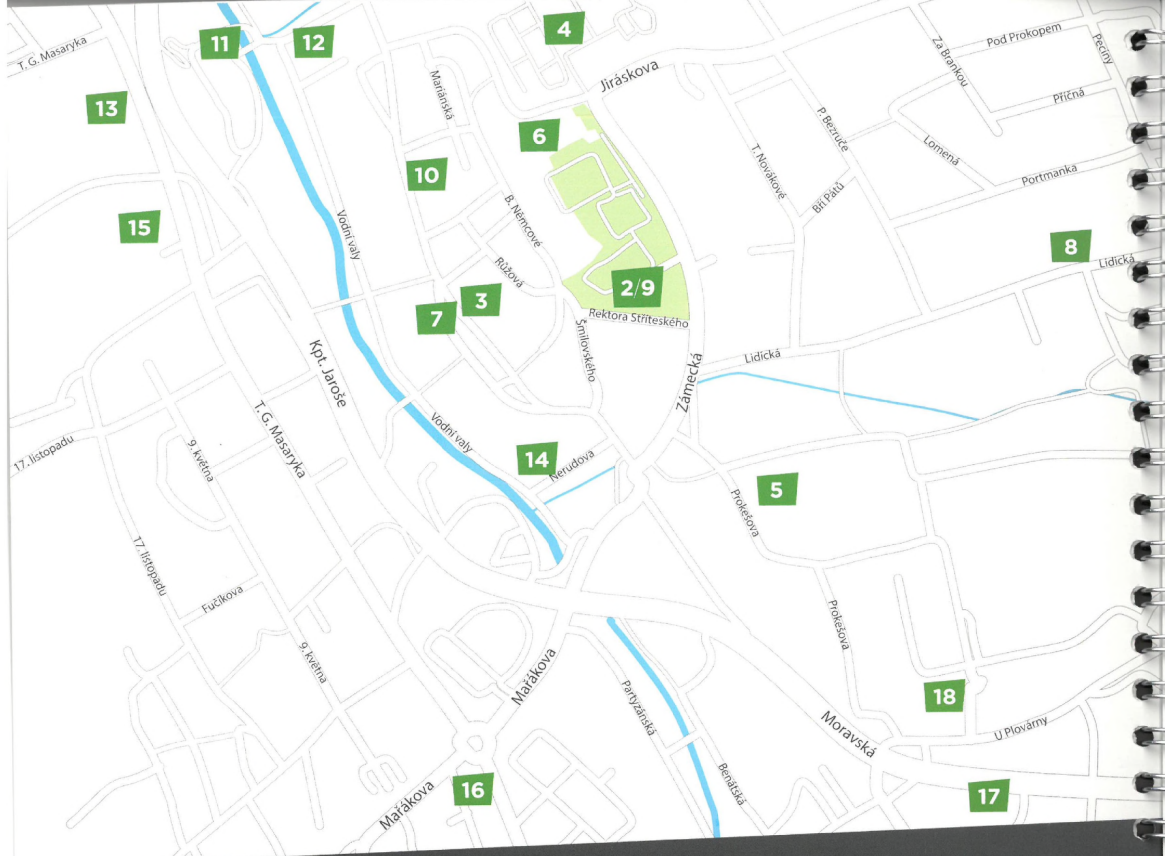 11
12
4
T. G. Masaryka
13
Mariánská
Jiráskova
Za Brankou
Pod Prokopem
Peciny
Příčná
6
P. Bezruče
Lomená
10
T. Novákové
Portmanka
15
Vodní valy
B. Němcové
Bří Pátů
8
Lidická
Růžová
2/9
3
7
Rektora Stříteského
Šmilovského
Kpt. Jaroše
Zámecká
Lidická
T. G. Masaryka
Vodní valy
17. listopadu
9. května
14
Nerudova
5
Prokešova
17. listopadu
Fučíkova
Prokešova
9. května
Mařákova
Partyzánská
18
Moravská
U Plovárny
Benátská
16
17
Mařákova